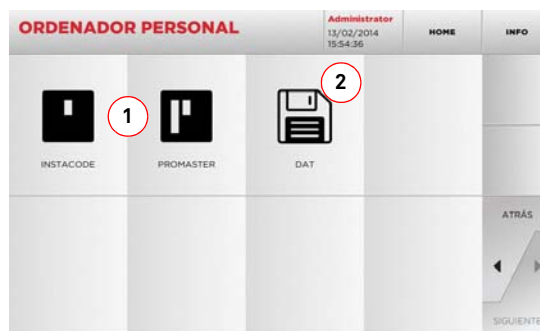 ORDENADOR PERSONAL
Administrator
13/02/2014
15:54:36
HOME
INFO
1
2
INSTACODE
PROMASTER
DAT
ATRÁS
SIGUIENTE